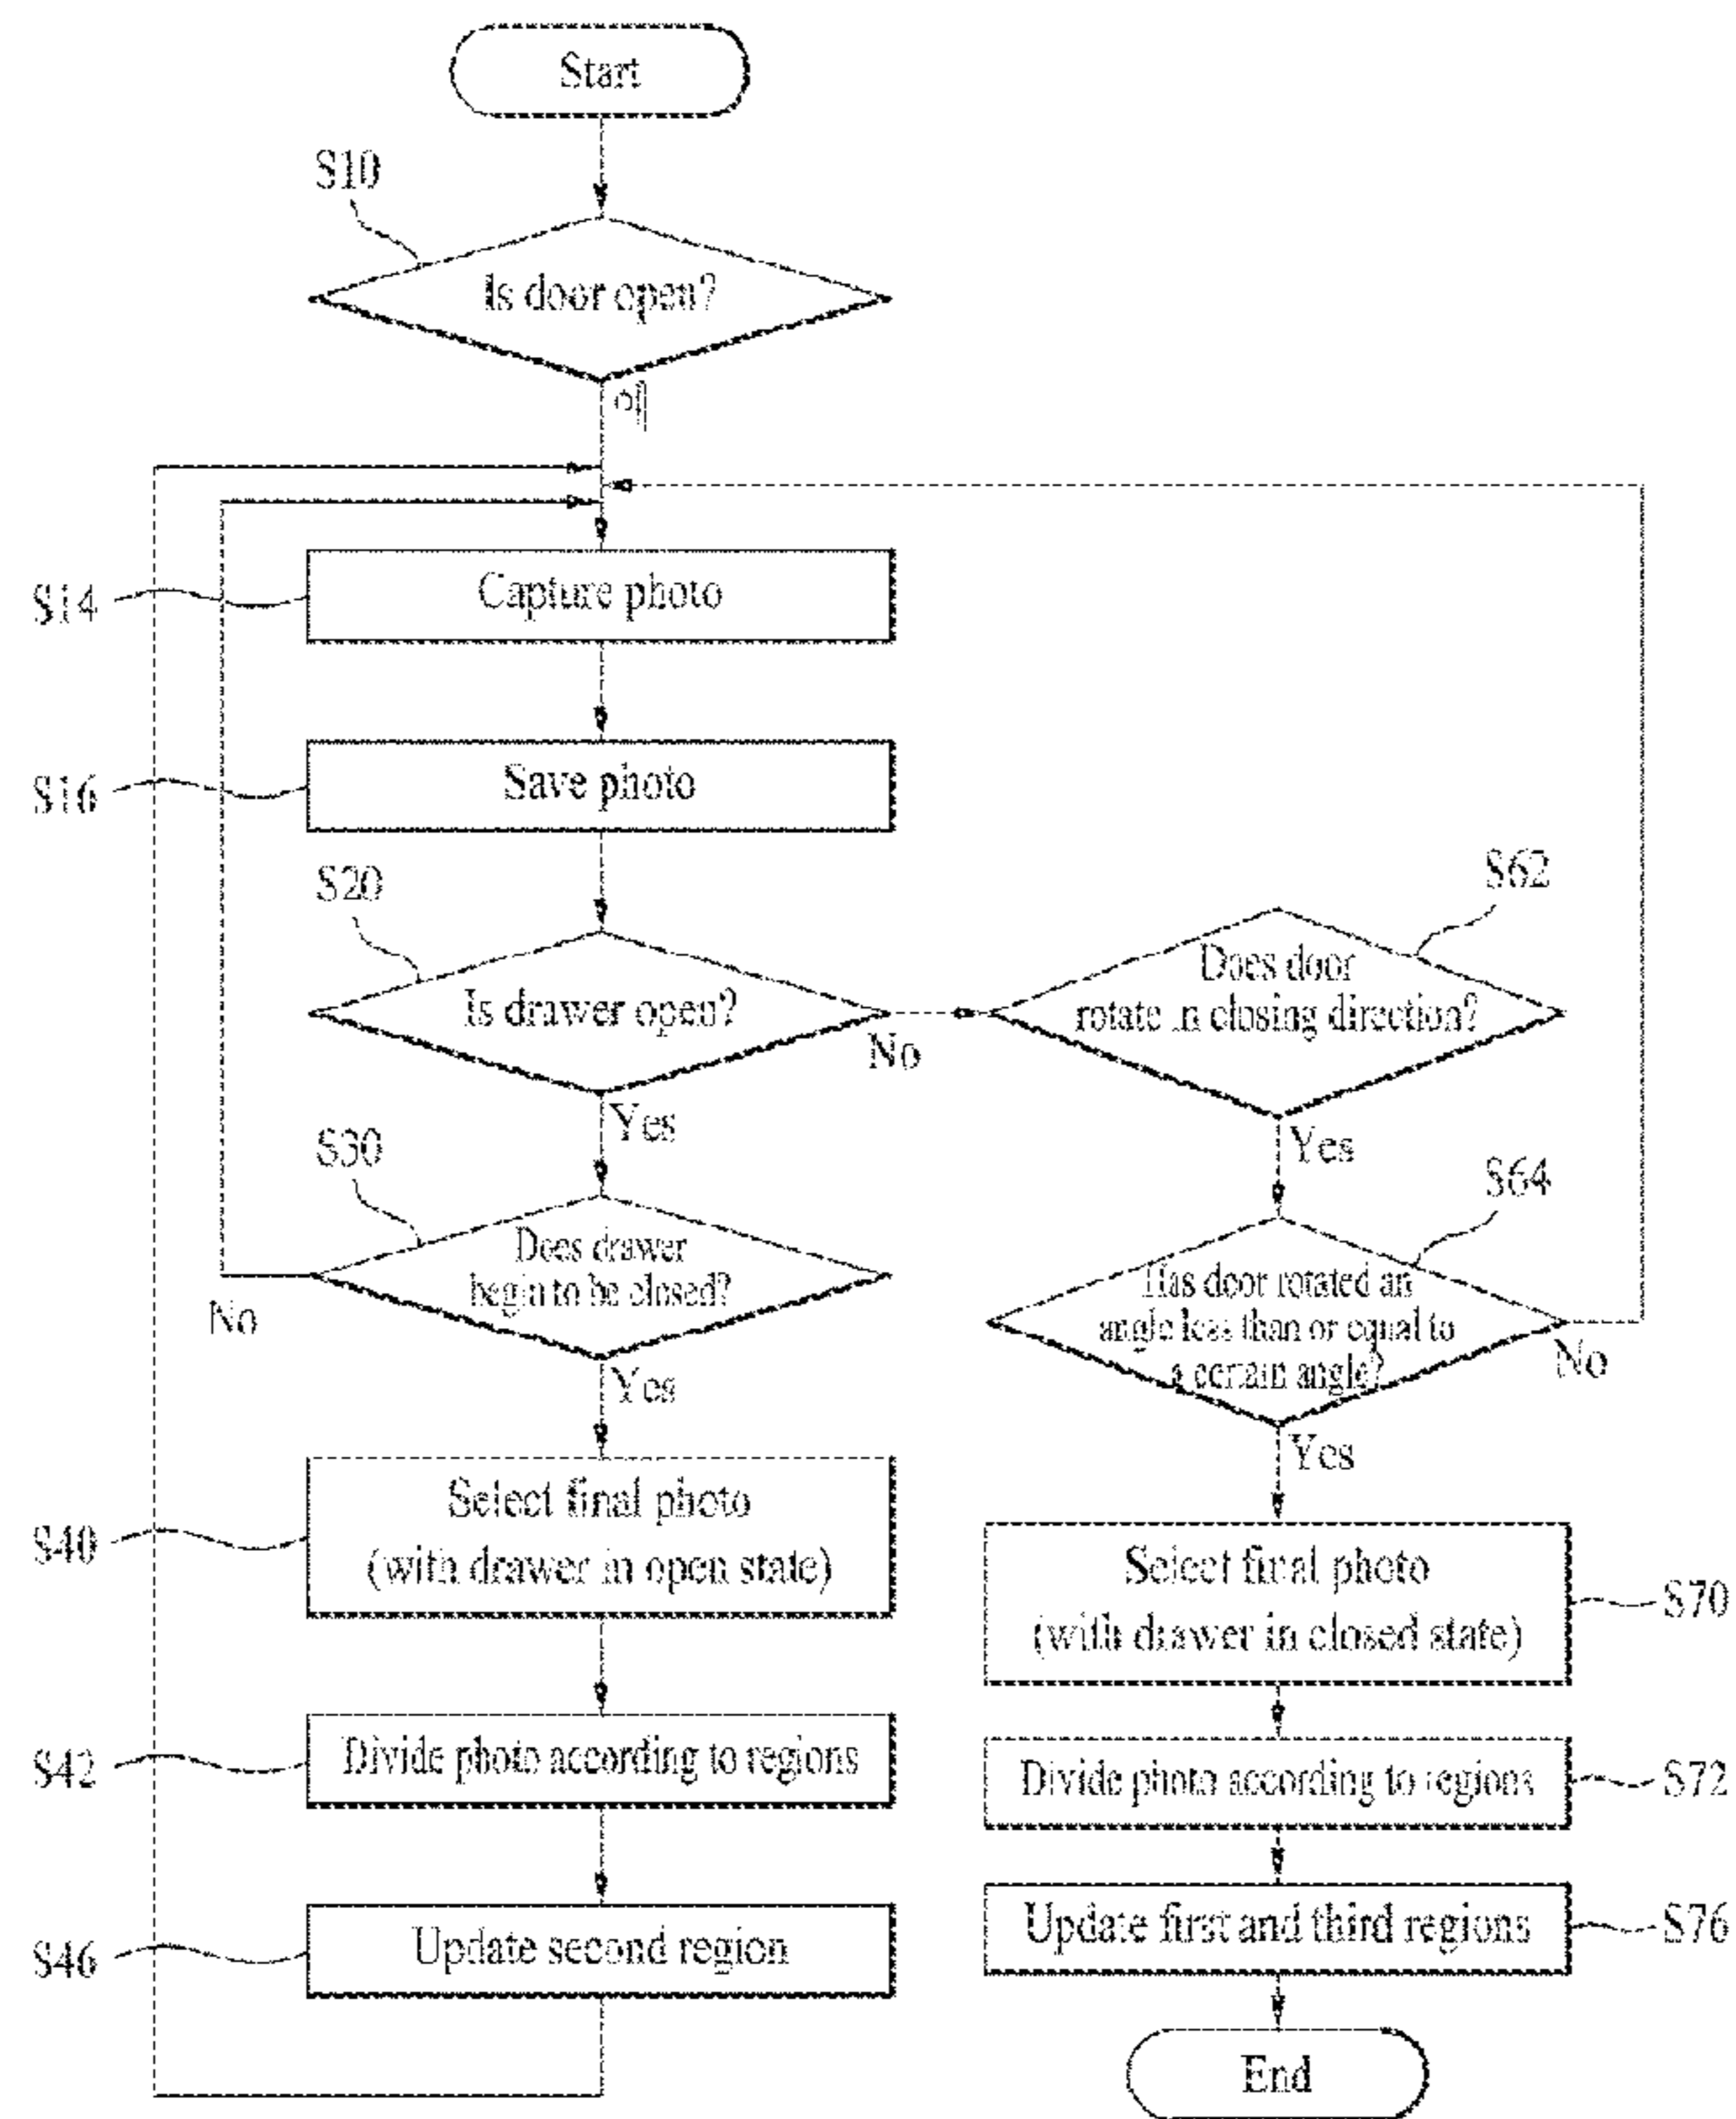 Start
S10
Is door open?
예
S14
Capture photo
S16
Save photo
S20
Is drawer open?
No
S62
Does door
rotate in closing direction?
Yes
Yes
S30
Does drawer
begin to be closed?
No
Yes
S64
Has door rotated an
angle less than or equal to
a certain angle?
No
Yes
S40
Select final photo
(with drawer in open state)
S70
Select final photo
(with drawer in closed state)
S42
Divide photo according to regions
S72
Divide photo according to regions
S46
Update second region
S76
Update first and third regions
End